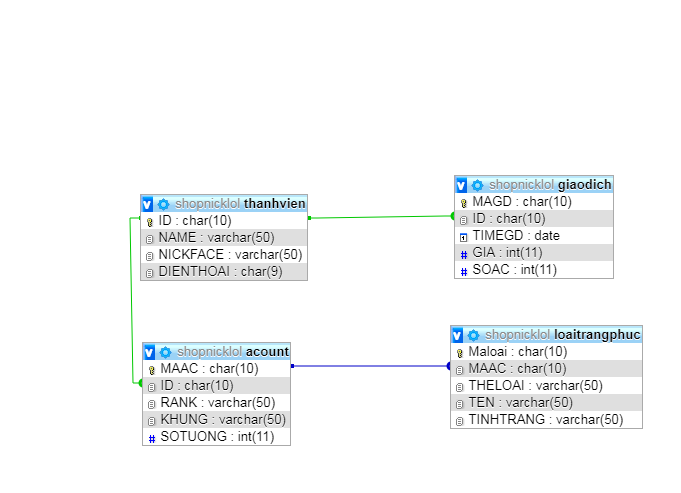 shopnicklol thanhvien
ID : char(10)
NAME : varchar(50)
NICKFACE : varchar(50)
DIENTHOAI : char(9)
shopnicklol giaodich
MAGD : char(10)
ID : char(10)
TIMEGD : date
GIA : int(11)
SOAC : int(11)
shopnicklol acount
MAAC : char(10)
ID : char(10)
RANK : varchar(50)
KHUNG : varchar(50)
SOTUONG : int(11)
shopnicklol loaitrangphuc
Maloai : char(10)
MAAC : char(10)
THELOAI : varchar(50)
TEN : varchar(50)
TINHTRANG : varchar(50)